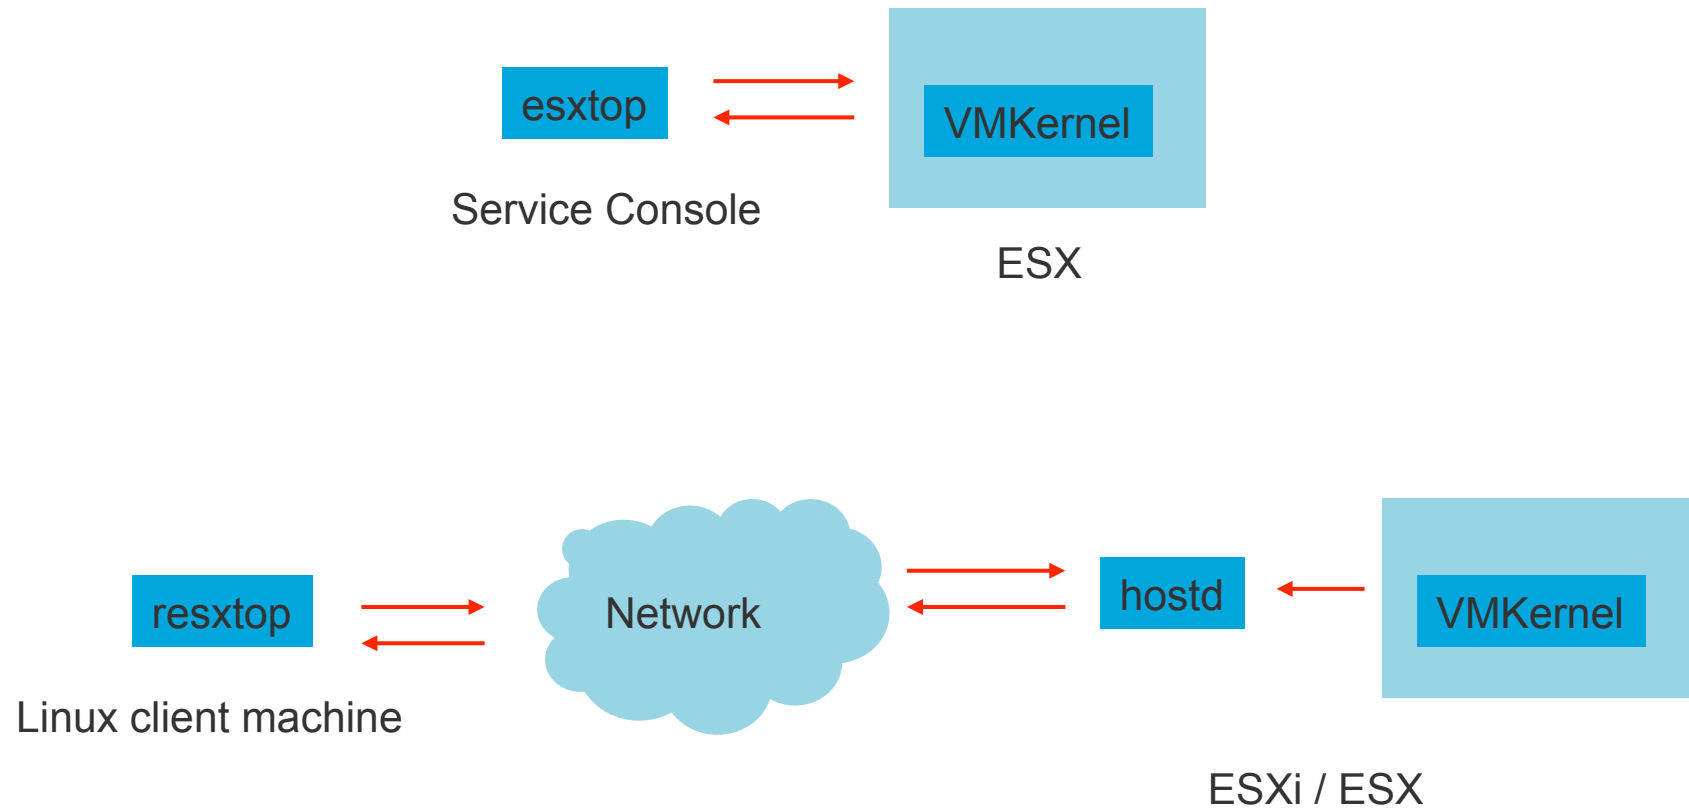 esxtop
VMKernel
Service Console
ESX
resxtop
Network
hostd
VMKernel
Linux client machine
ESXi / ESX